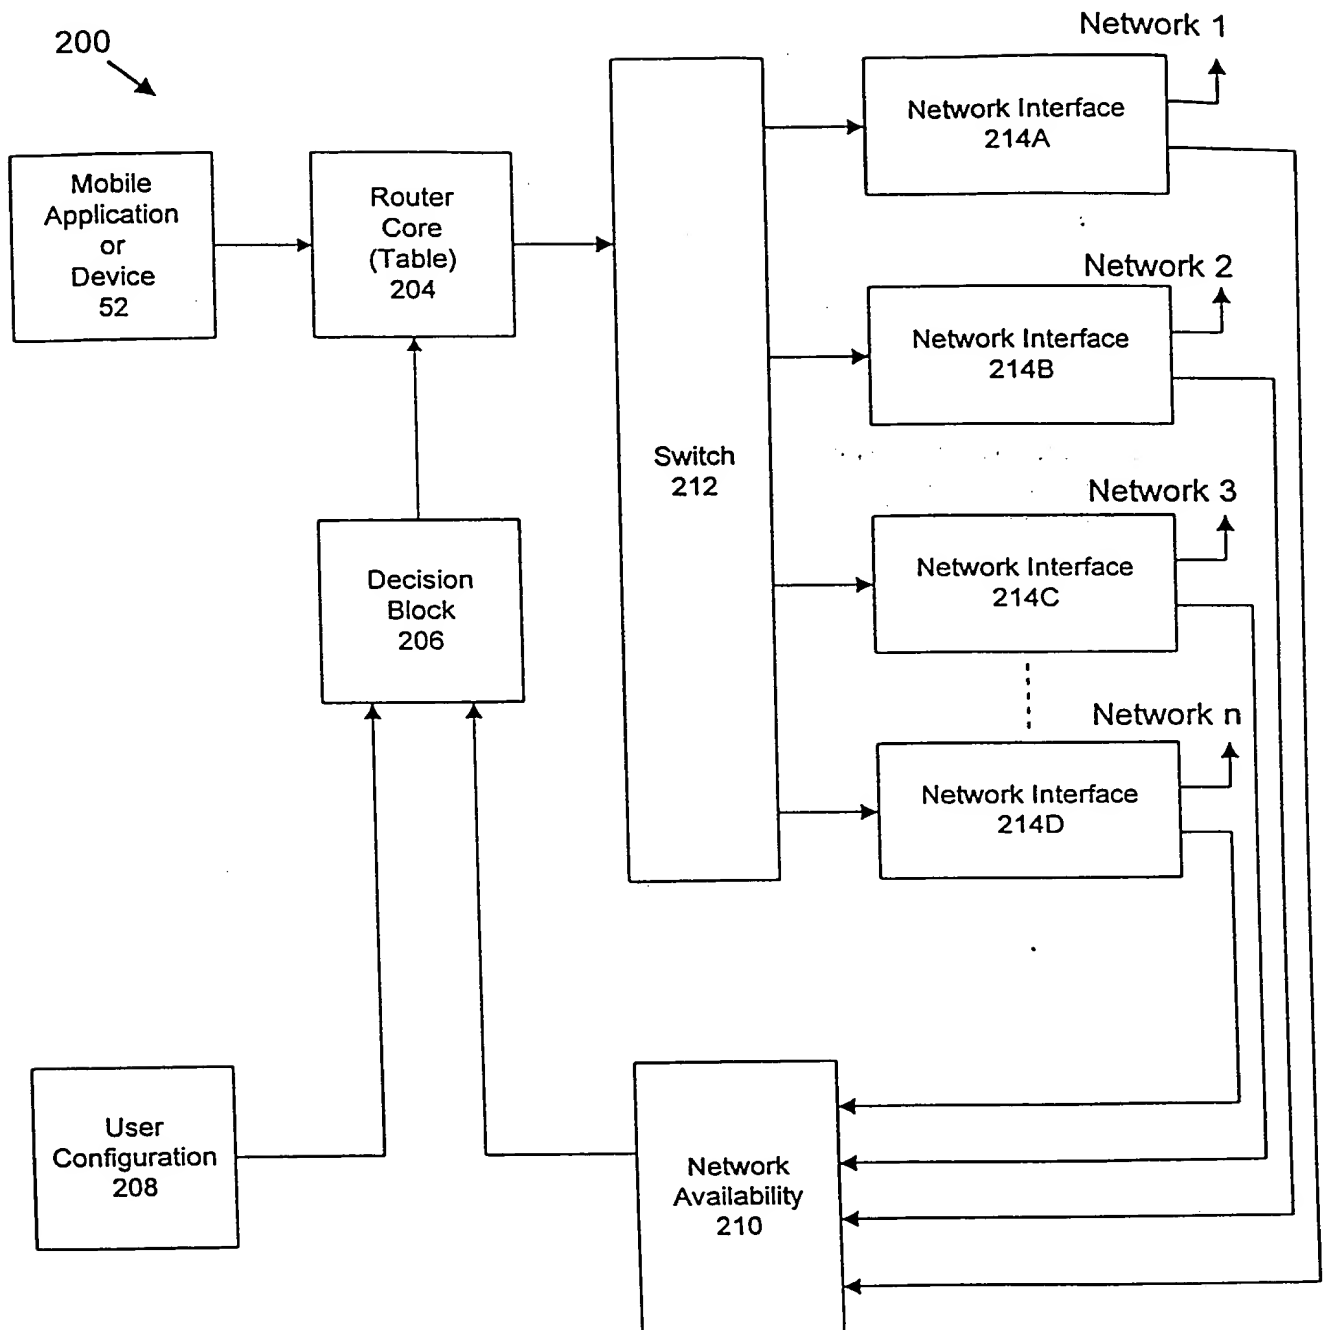 200
Network 1
Network Interface
214A
Mobile
Application
or
Device
52
Router
Core
(Table)
204
Network 2
Network Interface
214B
Switch
212
Network 3
Network Interface
214C
Decision
Block
206
Network n
Network Interface
214D
User
Configuration
208
Network
Availability
210